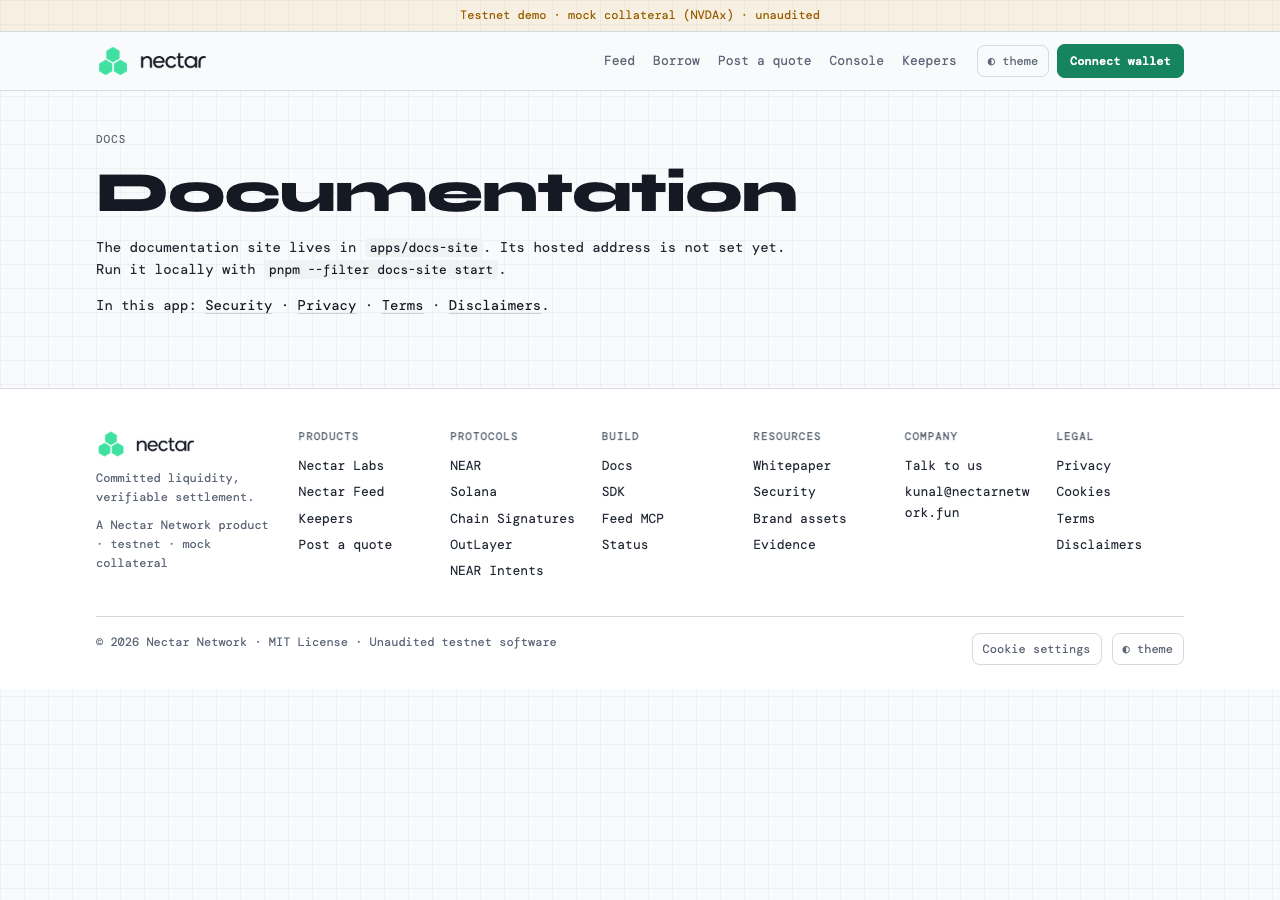 Testnet demo · mock collateral (NVDAx) · unaudited
nectar
Feed Borrow Post a quote Console Keepers ◐ theme Connect wallet
DOCS
Documentation
The documentation site lives in apps/docs-site. Its hosted address is not set yet.
Run it locally with pnpm --filter docs-site start.
In this app: Security · Privacy · Terms · Disclaimers.
nectar
Committed liquidity,
verifiable settlement.
A Nectar Network product
· testnet · mock
collateral
PRODUCTS
Nectar Labs
Nectar Feed
Keepers
Post a quote
PROTOCOLS
NEAR
Solana
Chain Signatures
OutLayer
NEAR Intents
BUILD
Docs
SDK
Feed MCP
Status
RESOURCES
Whitepaper
Security
Brand assets
Evidence
COMPANY
Talk to us
kunal@nectarnetw
ork.fun
LEGAL
Privacy
Cookies
Terms
Disclaimers
© 2026 Nectar Network · MIT License · Unaudited testnet software
Cookie settings ◐ theme